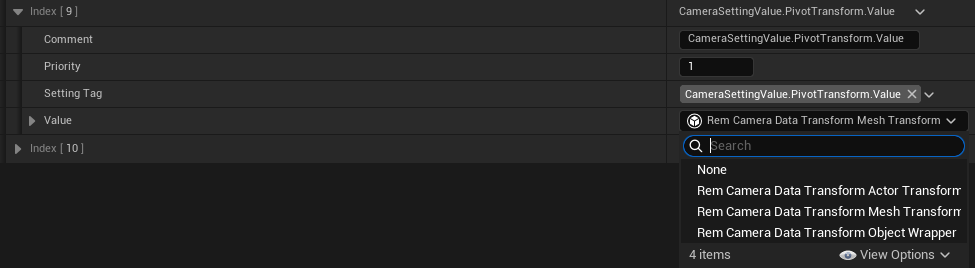 Index [ 9 ] CameraSettingValue.PivotTransform.Value
Comment CameraSettingValue.PivotTransform.Value
Priority 1
Setting Tag CameraSettingValue.PivotTransform.Value
Value Rem Camera Data Transform Mesh Transform
Index [ 10 ] Search
None
Rem Camera Data Transform Actor Transform
Rem Camera Data Transform Mesh Transform
Rem Camera Data Transform Object Wrapper
4 items View Options